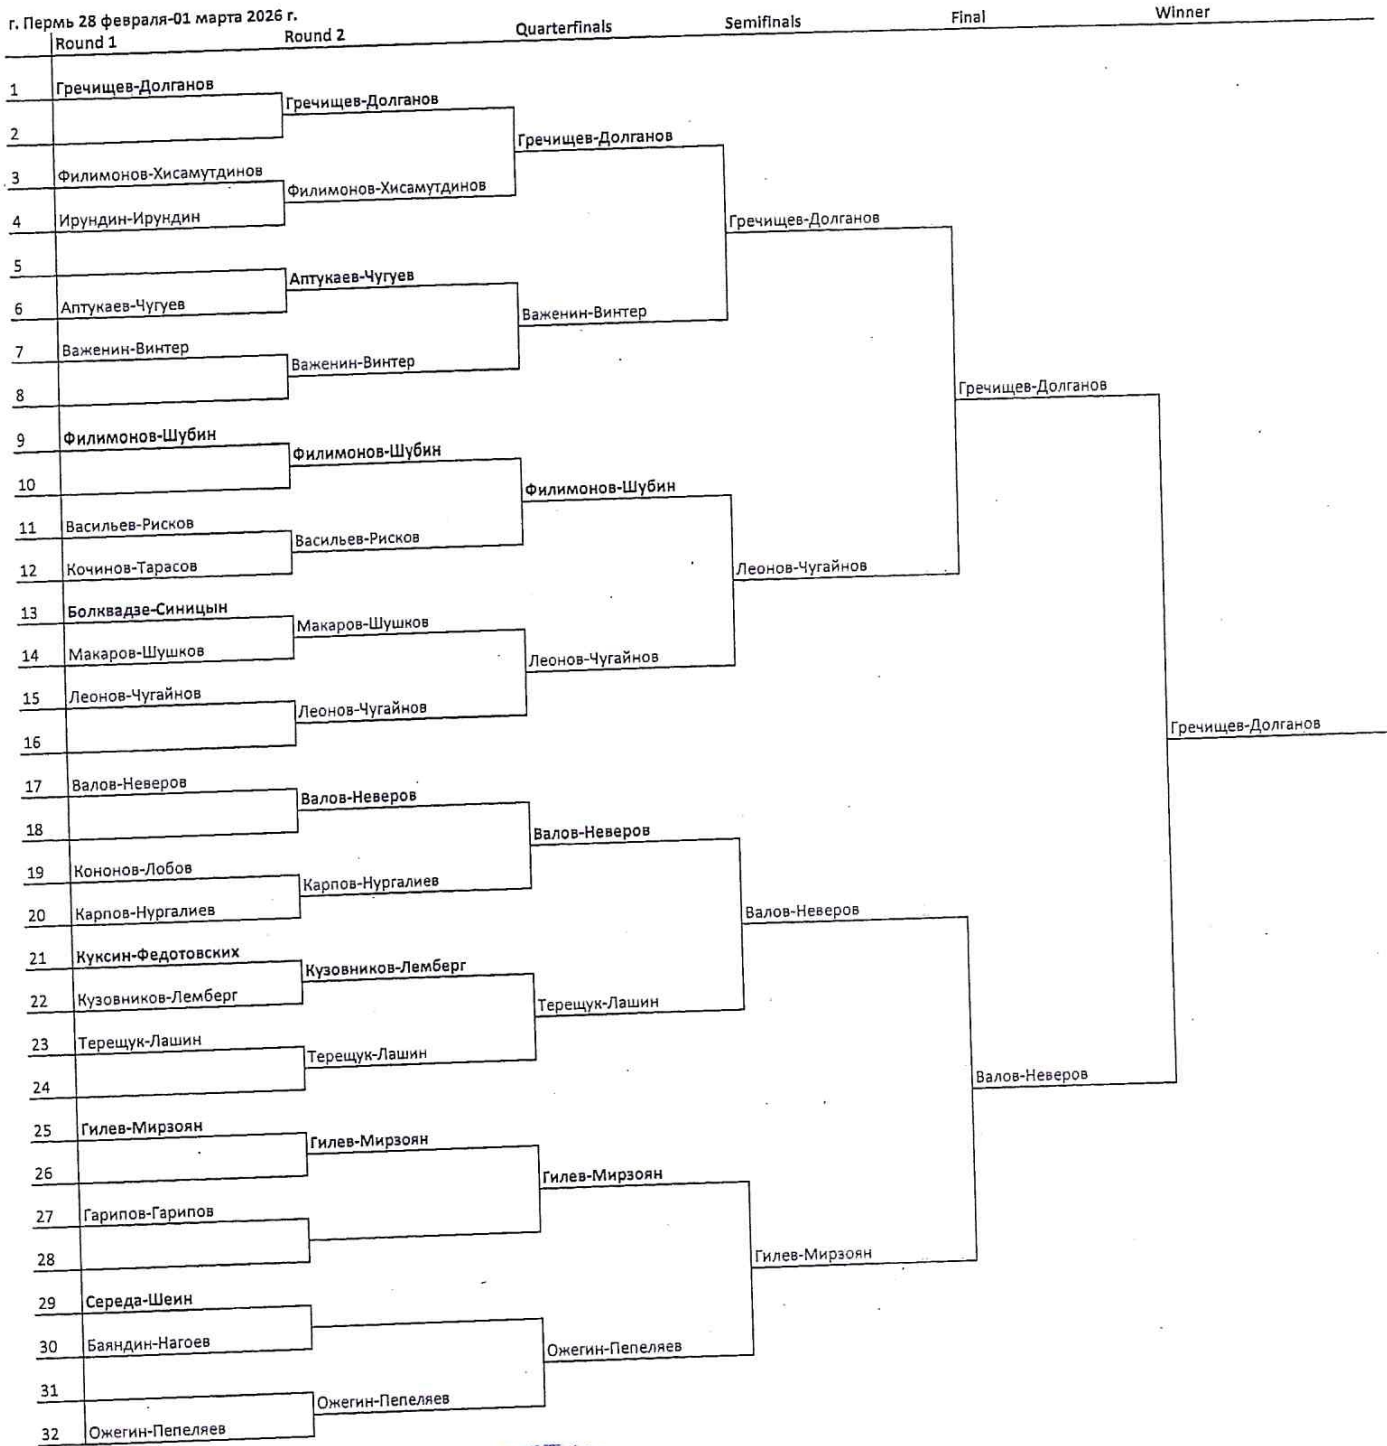 г. Пермь 28 февраля-01 марта 2026 г.
Round 1 Round 2 Quarterfinals Semifinals Final Winner
1 Гречищев-Долганов
Гречищев-Долганов
2
Гречищев-Долганов
3 Филимонов-Хисамутдинов
Филимонов-Хисамутдинов
4 Ирундин-Ирундин
Гречищев-Долганов
5
Аптукаев-Чугуев
6 Аптукаев-Чугуев
Важенин-Винтер
7 Важенин-Винтер
Важенин-Винтер
8
Гречищев-Долганов
9 Филимонов-Шубин
Филимонов-Шубин
10
Филимонов-Шубин
11 Васильев-Рисков
Васильев-Рисков
12 Кочинов-Тарасов
Леонов-Чугайнов
13 Болквадзе-Синицын
Макаров-Шушков
14 Макаров-Шушков
Леонов-Чугайнов
15 Леонов-Чугайнов
Леонов-Чугайнов
16
Гречищев-Долганов
17 Валов-Неверов
Валов-Неверов
18
Валов-Неверов
19 Кононов-Лобов
Карпов-Нургалиев
20 Карпов-Нургалиев
Валов-Неверов
21 Куксин-Федотовских
Кузовников-Лемберг
22 Кузовников-Лемберг
Терещук-Лашин
23 Терещук-Лашин
Терещук-Лашин
24
Валов-Неверов
25 Гилев-Мирзоян
Гилев-Мирзоян
26
Гилев-Мирзоян
27 Гарипов-Гарипов
28
Гилев-Мирзоян
29 Середа-Шеин
30 Баяндин-Нагоев
Ожегин-Пепеляев
31
Ожегин-Пепеляев
32 Ожегин-Пепеляев